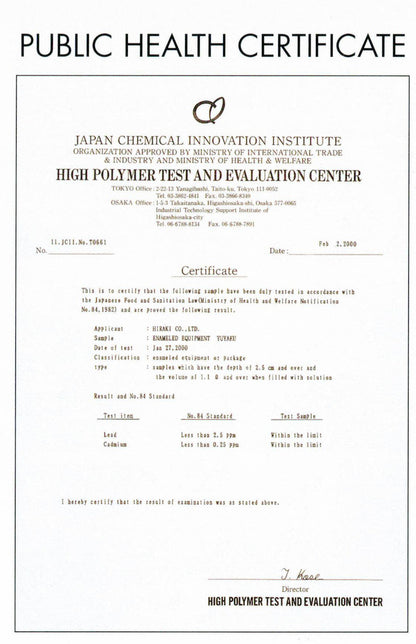 PUBLIC HEALTH CERTIFICATE
JAPAN CHEMICAL INNOVATION INSTITUTE
ORGANIZATION APPROVED BY MINISTRY OF INTERNATIONAL TRADE
& INDUSTRY AND MINISTRY OF HEALTH & WELFARE
HIGH POLYMER TEST AND EVALUATION CENTER
TOKYO Office : 2-22-13 Yanagibashi, Taito-ku, Tokyo 111-0052
Tel. 03-3862-4841 Fax. 03-3866-8349
OSAKA Office : 1-5-3 Takaitanaka, Higashiosaka-shi, Osaka 577-0065
Industrial Technology Support Institute of
Higashiosaka-city
Tel. 06-6788-8134 Fax. 06-6788-7891
No. 11.JCII.No.T0661
Date : Feb 2,2000
Certificate
This is to certify that the following sample have been duly tested in accordance with
the Japanese Food and Sanitation Law(Ministry of Health and Welfare Notification
No.84,1982) and are proved the following result.
Applicant : HIRAKI CO.,LTD.
Sample : ENAMELED EQUIPMENT YUYAKU
Date of test : Jan 27,2000
Classification : enameled equipment or package
type : samples which have the depth of 2.5 cm and over and
the volume of 1.1 ℓ and over when filled with solution
Result and No.84 Standard
Test item No.84 Standard Test Sample
Lead Less than 2.5 ppm Within the limit
Cadmium Less than 0.25 ppm Within the limit
I hereby certify that the result of examination was as stated above.
Director
HIGH POLYMER TEST AND EVALUATION CENTER